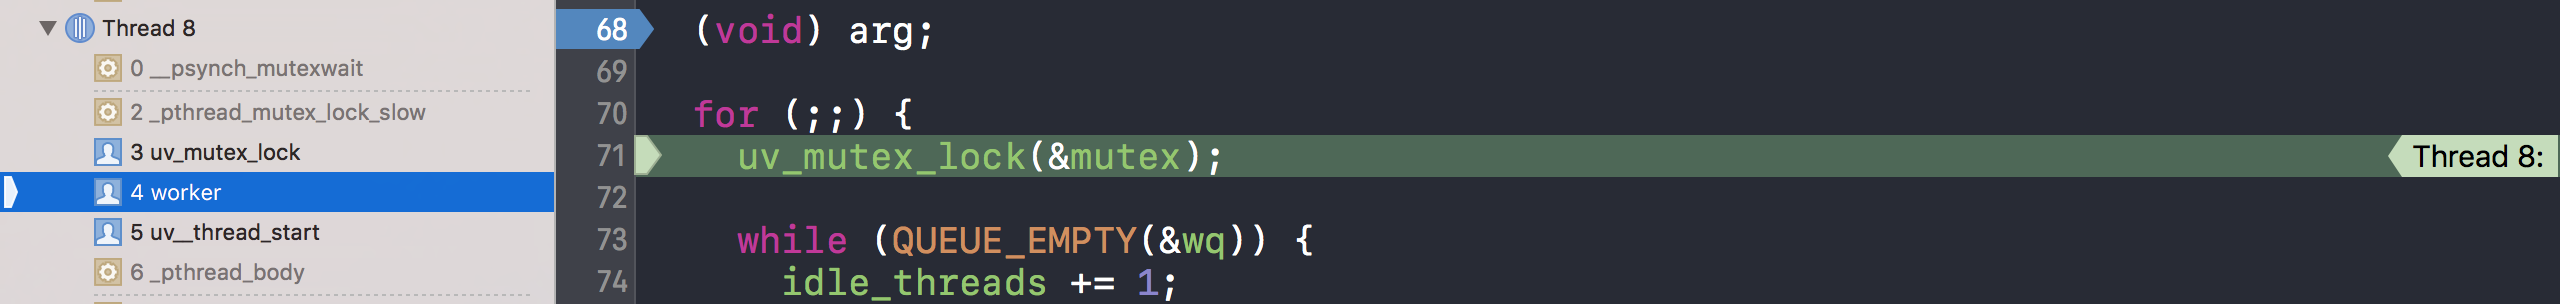 Thread 8
0 __psynch_mutexwait
2 _pthread_mutex_lock_slow
3 uv_mutex_lock
4 worker
5 uv__thread_start
6 _pthread_body
68 (void) arg;
69
70 for (;;) {
71 uv_mutex_lock(&mutex); Thread 8:
72
73 while (QUEUE_EMPTY(&wq)) {
74 idle_threads += 1;